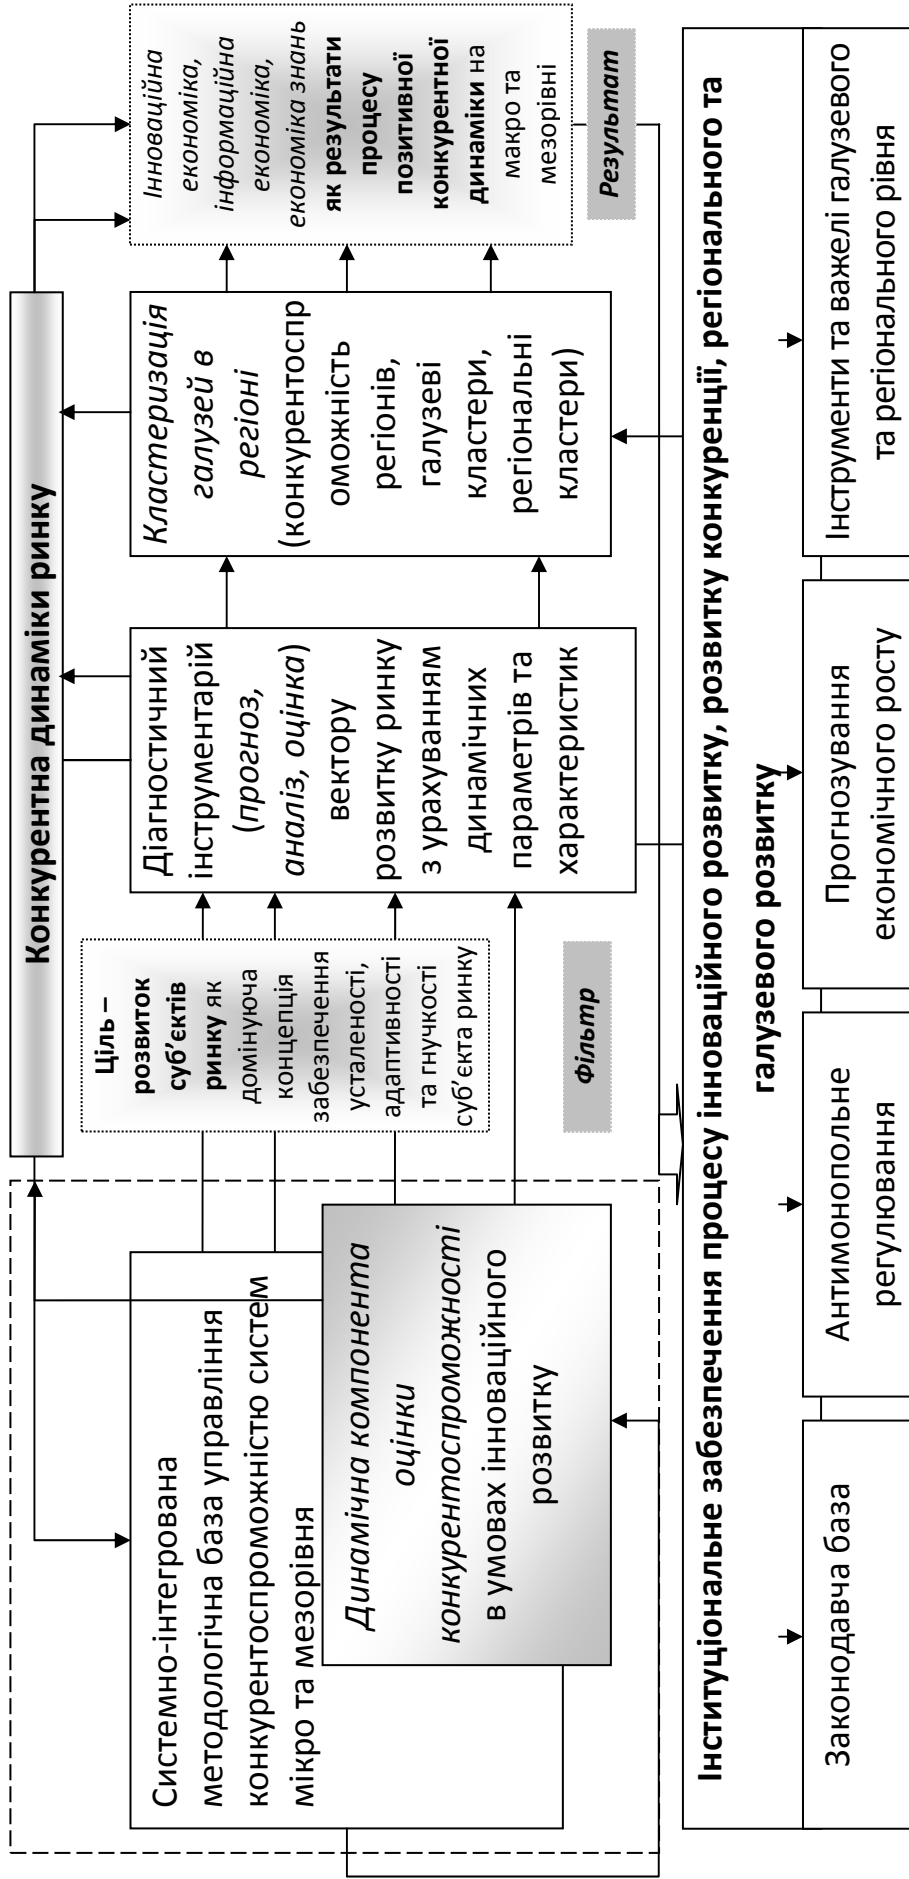 Конкурентна динаміки ринку
Системно-інтегрована
методологічна база управління
конкурентоспроможністю систем
мікро та мезорівня
Динамічна компонента
оцінки
конкурентоспроможності
в умовах інноваційного
розвитку
Ціль –
розвиток
суб’єктів
ринку як
домінуюча
концепція
забезпечення
усталеності,
адаптивності
та гнучкості
суб’єкта ринку
Фільтр
Діагностичний
інструментарій
(прогноз,
аналіз, оцінка)
вектору
розвитку ринку
з урахуванням
динамічних
параметрів та
характеристик
Кластеризація
галузей в
регіоні
(конкурентоспр
оможність
регіонів,
галузеві
кластери,
регіональні
кластери)
Інноваційна
економіка,
інформаційна
економіка,
економіка знань
як результати
процесу
позитивної
конкурентної
динаміки на
макро та
мезорівні
Результат
Інституціональне забезпечення процесу інноваційного розвитку, розвитку конкуренції, регіонального та
галузевого розвитку
Законодавча база
Антимонопольне
регулювання
Прогнозування
економічного росту
Інструменти та важелі галузевого
та регіонального рівня